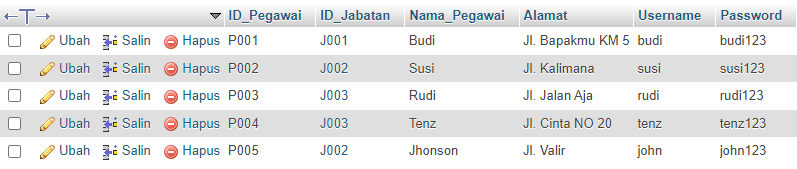 ID_Pegawai ID_Jabatan Nama_Pegawai Alamat Username Password
Ubah Salin Hapus P001 J001 Budi Jl. Bapakmu KM 5 budi budi123
Ubah Salin Hapus P002 J002 Susi Jl. Kalimana susi susi123
Ubah Salin Hapus P003 J003 Rudi Jl. Jalan Aja rudi rudi123
Ubah Salin Hapus P004 J003 Tenz Jl. Cinta NO 20 tenz tenz123
Ubah Salin Hapus P005 J002 Jhonson Jl. Valir john john123